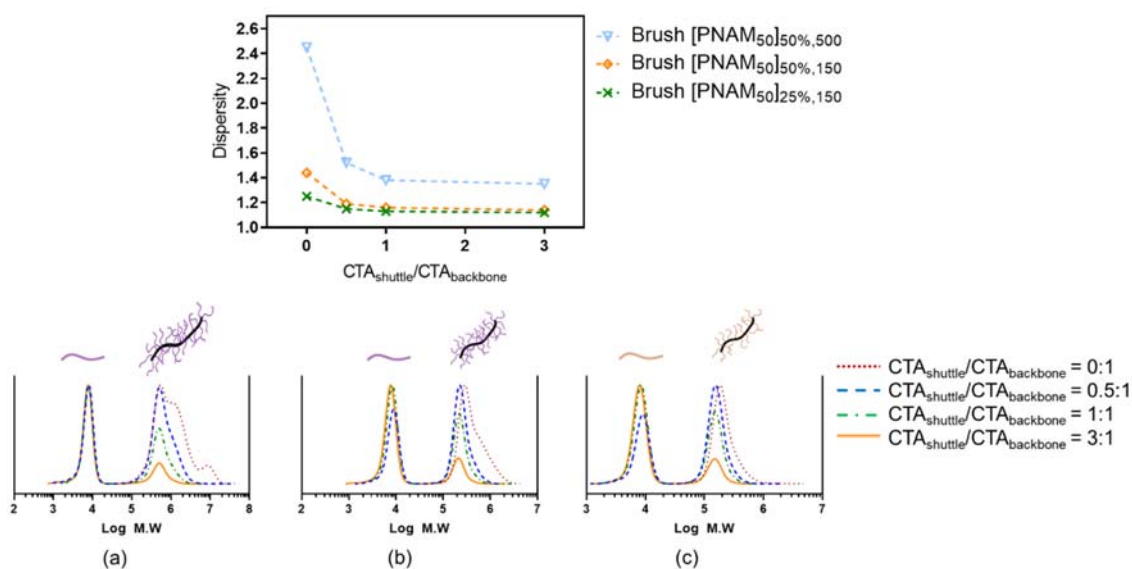 2.6
2.4
2.2
2.0
1.8
1.6
1.4
1.2
1.0
Dispersity
0 1 2 3
CTAshuttle/CTAbackbone
Brush [PNAM50]50%,500
Brush [PNAM50]50%,150
Brush [PNAM50]25%,150
2 3 4 5 6 7 8
Log M.W
(a)
2 3 4 5 6 7
Log M.W
(b)
3 4 5 6 7
Log M.W
(c)
CTAshuttle/CTAbackbone = 0:1
CTAshuttle/CTAbackbone = 0.5:1
CTAshuttle/CTAbackbone = 1:1
CTAshuttle/CTAbackbone = 3:1